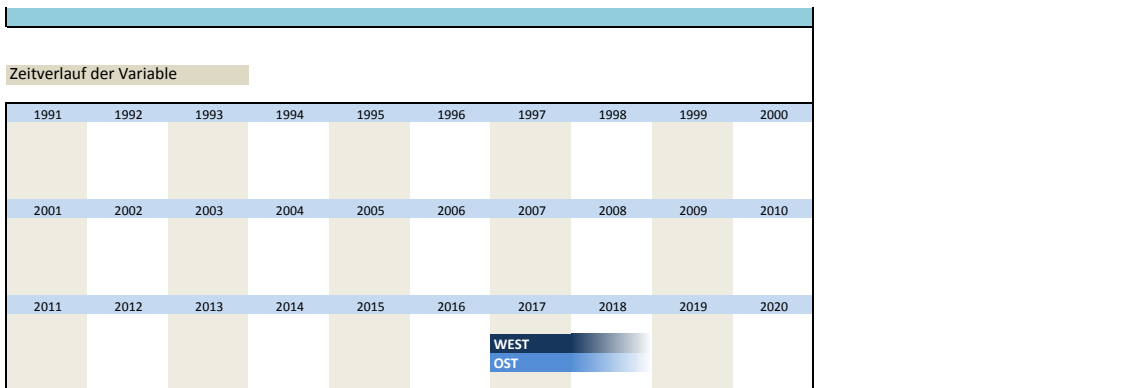 Zeitverlauf der Variable
1991 1992 1993 1994 1995 1996 1997 1998 1999 2000
2001 2002 2003 2004 2005 2006 2007 2008 2009 2010
2011 2012 2013 2014 2015 2016 2017 2018 2019 2020
WEST
OST